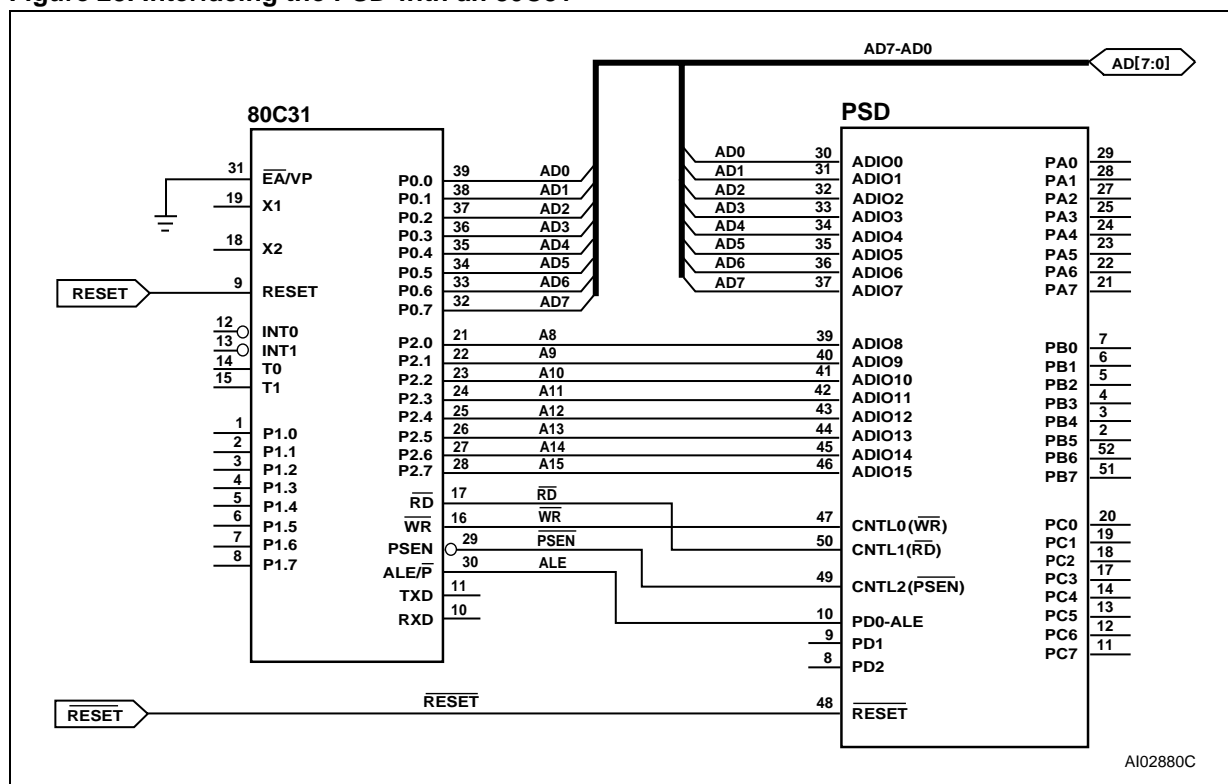 Interfacing the PSD with an 80C31
AD7-AD0
AD[7:0]
80C31
PSD
31 EA/VP
19 X1
18 X2
RESET 9 RESET
12 INT0
13 INT1
14 T0
15 T1
1 P1.0
2 P1.1
3 P1.2
4 P1.3
5 P1.4
6 P1.5
7 P1.6
8 P1.7
P0.0 39 AD0
P0.1 38 AD1
P0.2 37 AD2
P0.3 36 AD3
P0.4 35 AD4
P0.5 34 AD5
P0.6 33 AD6
P0.7 32 AD7
P2.0 21 A8
P2.1 22 A9
P2.2 23 A10
P2.3 24 A11
P2.4 25 A12
P2.5 26 A13
P2.6 27 A14
P2.7 28 A15
RD 17 RD
WR 16 WR
PSEN 29 PSEN
ALE/P 30 ALE
TXD 11
RXD 10
AD0 30 ADIO0
AD1 31 ADIO1
AD2 32 ADIO2
AD3 33 ADIO3
AD4 34 ADIO4
AD5 35 ADIO5
AD6 36 ADIO6
AD7 37 ADIO7
39 ADIO8
40 ADIO9
41 ADIO10
42 ADIO11
43 ADIO12
44 ADIO13
45 ADIO14
46 ADIO15
47 CNTL0(WR)
50 CNTL1(RD)
49 CNTL2(PSEN)
10 PD0-ALE
9 PD1
8 PD2
RESET RESET 48 RESET
PA0 29
PA1 28
PA2 27
PA3 25
PA4 24
PA5 23
PA6 22
PA7 21
PB0 7
PB1 6
PB2 5
PB3 4
PB4 3
PB5 2
PB6 52
PB7 51
PC0 20
PC1 19
PC2 18
PC3 17
PC4 14
PC5 13
PC6 12
PC7 11
AI02880C